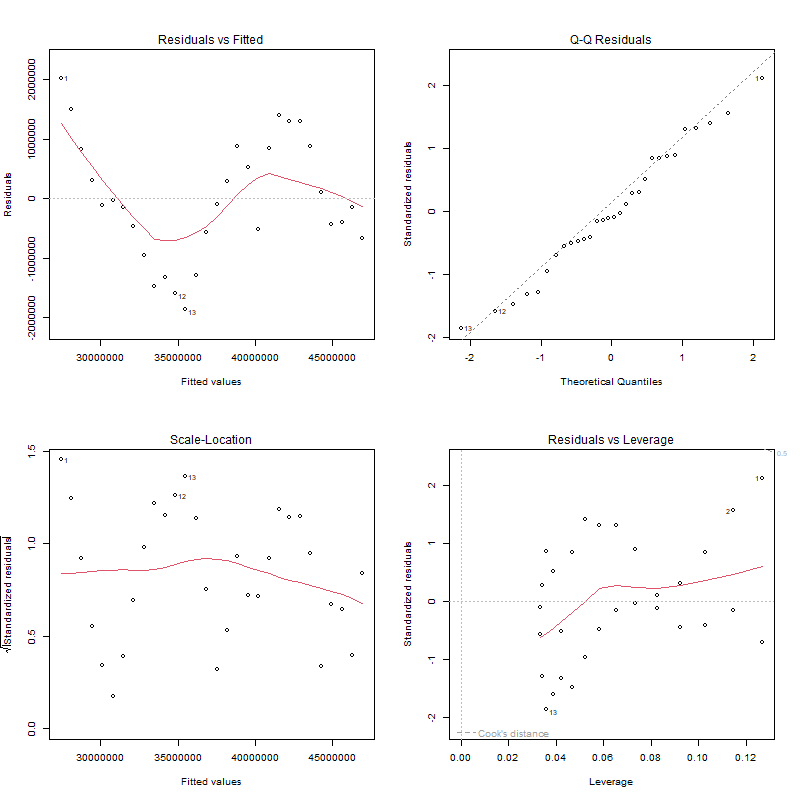 Residuals vs Fitted
Residuals
-20000000 -10000000 0 10000000 20000000
1
12
13
30000000 35000000 40000000 45000000
Fitted values
Q-Q Residuals
Standardized residuals
-2 -1 0 1 2
1
12
13
-2 -1 0 1 2
Theoretical Quantiles
Scale-Location
√|Standardized residuals|
0.0 0.5 1.0 1.5
1
13
12
30000000 35000000 40000000 45000000
Fitted values
Residuals vs Leverage
Standardized residuals
-2 -1 0 1 2
0.5
1
2
13
Cook's distance
0.00 0.02 0.04 0.06 0.08 0.10 0.12
Leverage